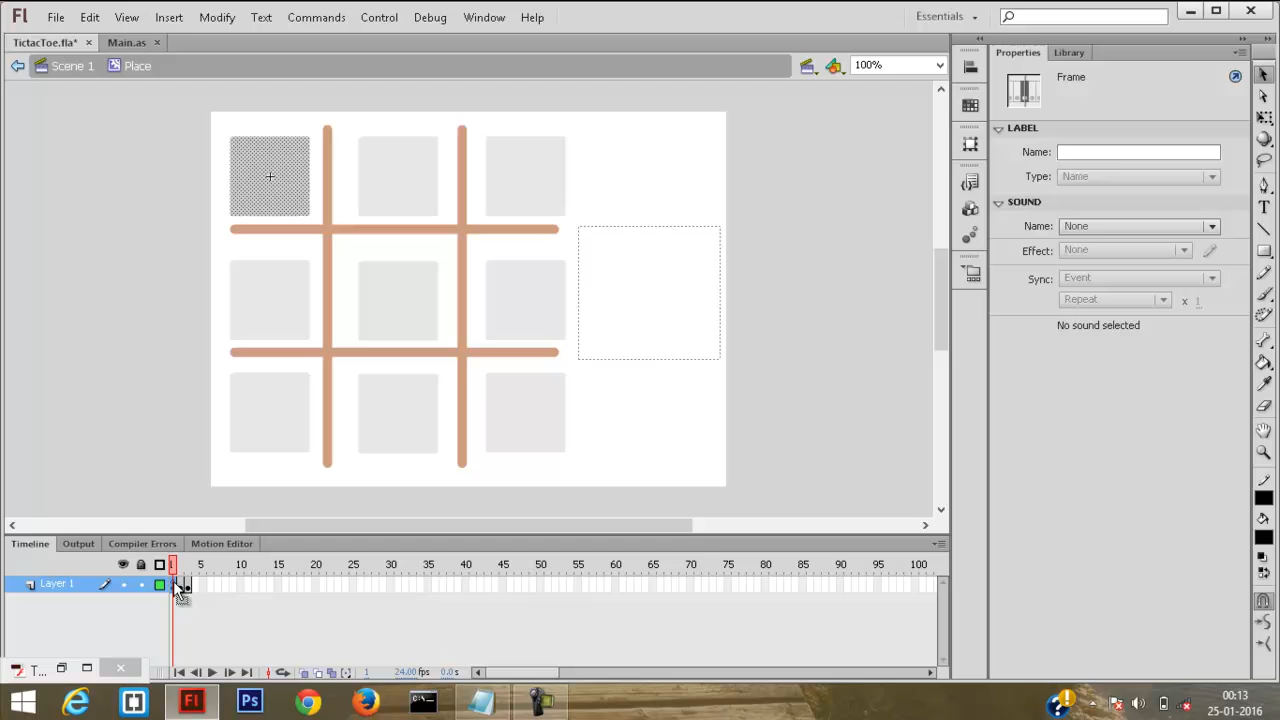 Fl File Edit View Insert Modify Text Commands Control Debug Window Help Essentials
TictacToe.fla* × Main.as ×
Scene 1 Place 100%
Properties Library
Frame
LABEL
Name:
Type: Name
SOUND
Name: None
Effect: None
Sync: Event
Repeat x 1
No sound selected
Timeline Output Compiler Errors Motion Editor
1 5 10 15 20 25 30 35 40 45 50 55 60 65 70 75 80 85 90 95 100
Layer 1
T... 1 24.00 fps 0.0 s
Fl Ps
00:13
25-01-2016